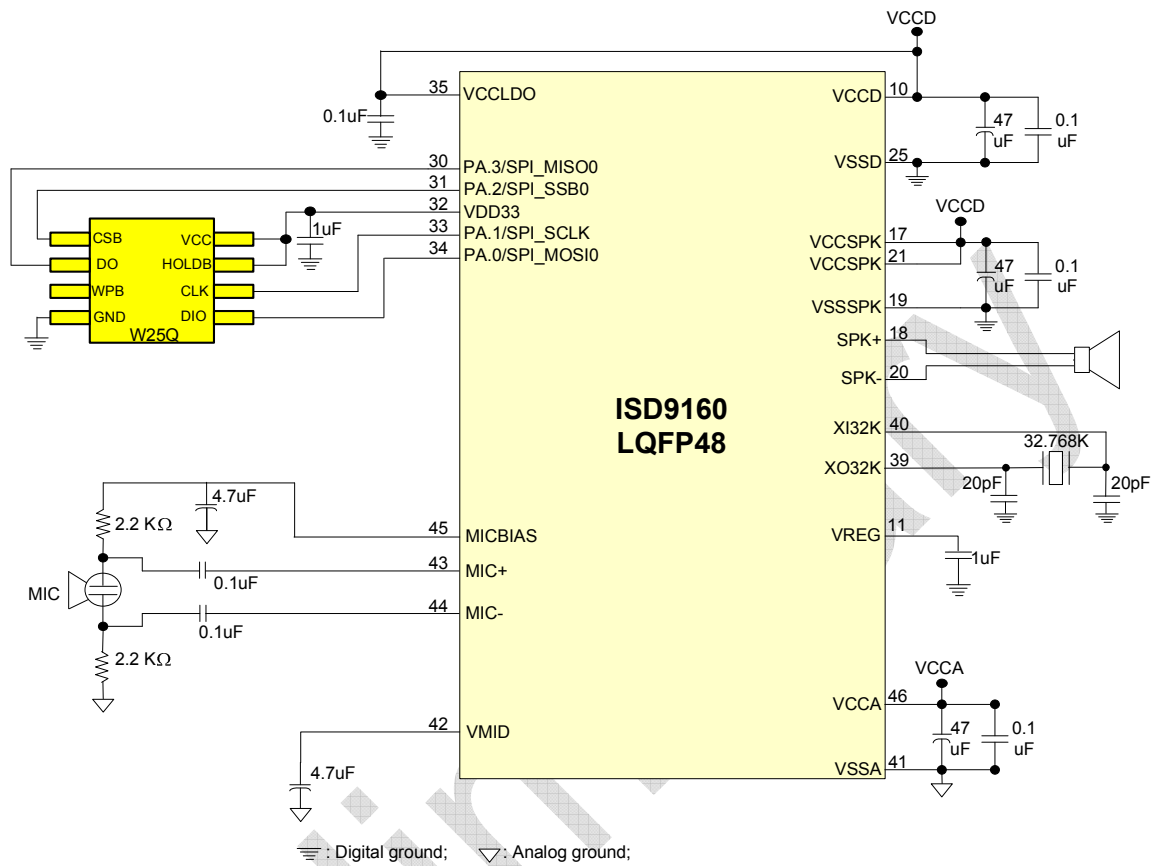 VCCD
35
VCCLDO
0.1uF
VCCD
10
47
uF
0.1
uF
VSSD
25
30
PA.3/SPI_MISO0
31
PA.2/SPI_SSB0
32
VDD33
1uF
33
PA.1/SPI_SCLK
34
PA.0/SPI_MOSI0
CSB
VCC
DO
HOLDB
WPB
CLK
GND
DIO
W25Q
VCCD
VCCSPK
17
VCCSPK
21
47
uF
0.1
uF
VSSSPK
19
SPK+
18
SPK-
20
ISD9160
LQFP48
XI32K
40
32.768K
XO32K
39
20pF
20pF
VREG
11
1uF
4.7uF
2.2 KΩ
45
MICBIAS
43
MIC+
0.1uF
MIC
44
MIC-
0.1uF
2.2 KΩ
VCCA
VCCA
46
47
uF
0.1
uF
VSSA
41
42
VMID
4.7uF
: Digital ground;
: Analog ground;